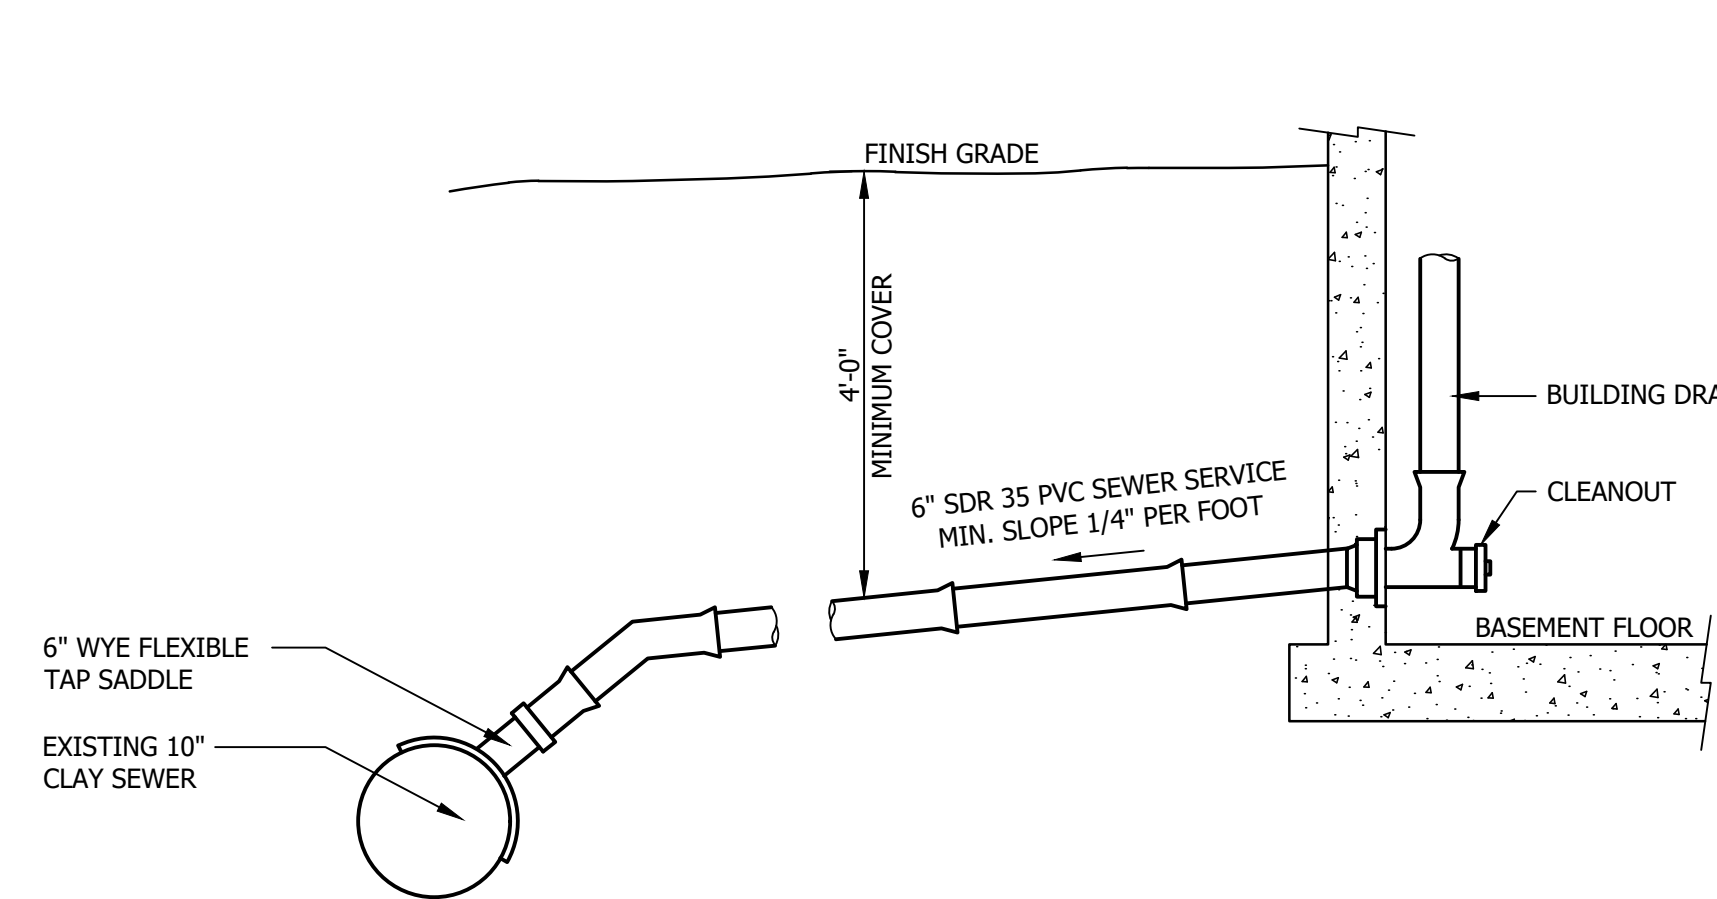 FINISH GRADE
4'-0"
MINIMUM COVER
BUILDING DRA
6" SDR 35 PVC SEWER SERVICE
MIN. SLOPE 1/4" PER FOOT
CLEANOUT
BASEMENT FLOOR
6" WYE FLEXIBLE
TAP SADDLE
EXISTING 10"
CLAY SEWER